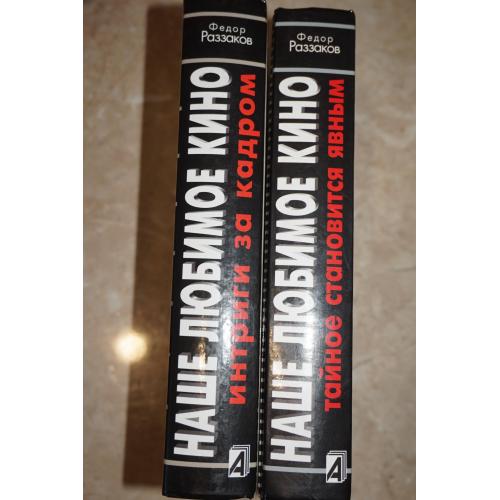 Федор
Раззаков
НАШЕ ЛЮБИМОЕ КИНО
интриги за кадром
А
Федор
Раззаков
НАШЕ ЛЮБИМОЕ КИНО
тайное становится явным
А